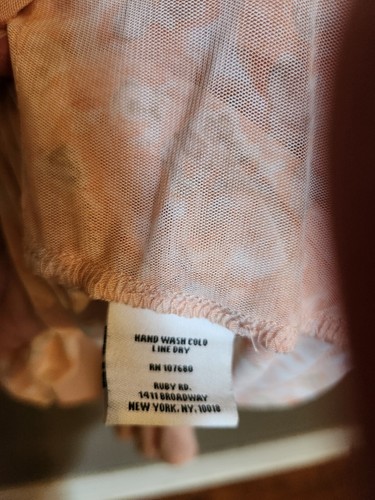 HAND WASH COLD
LINE DRY
RN 107680
RUBY RD.
1411 BROADWAY
NEW YORK, NY, 10018